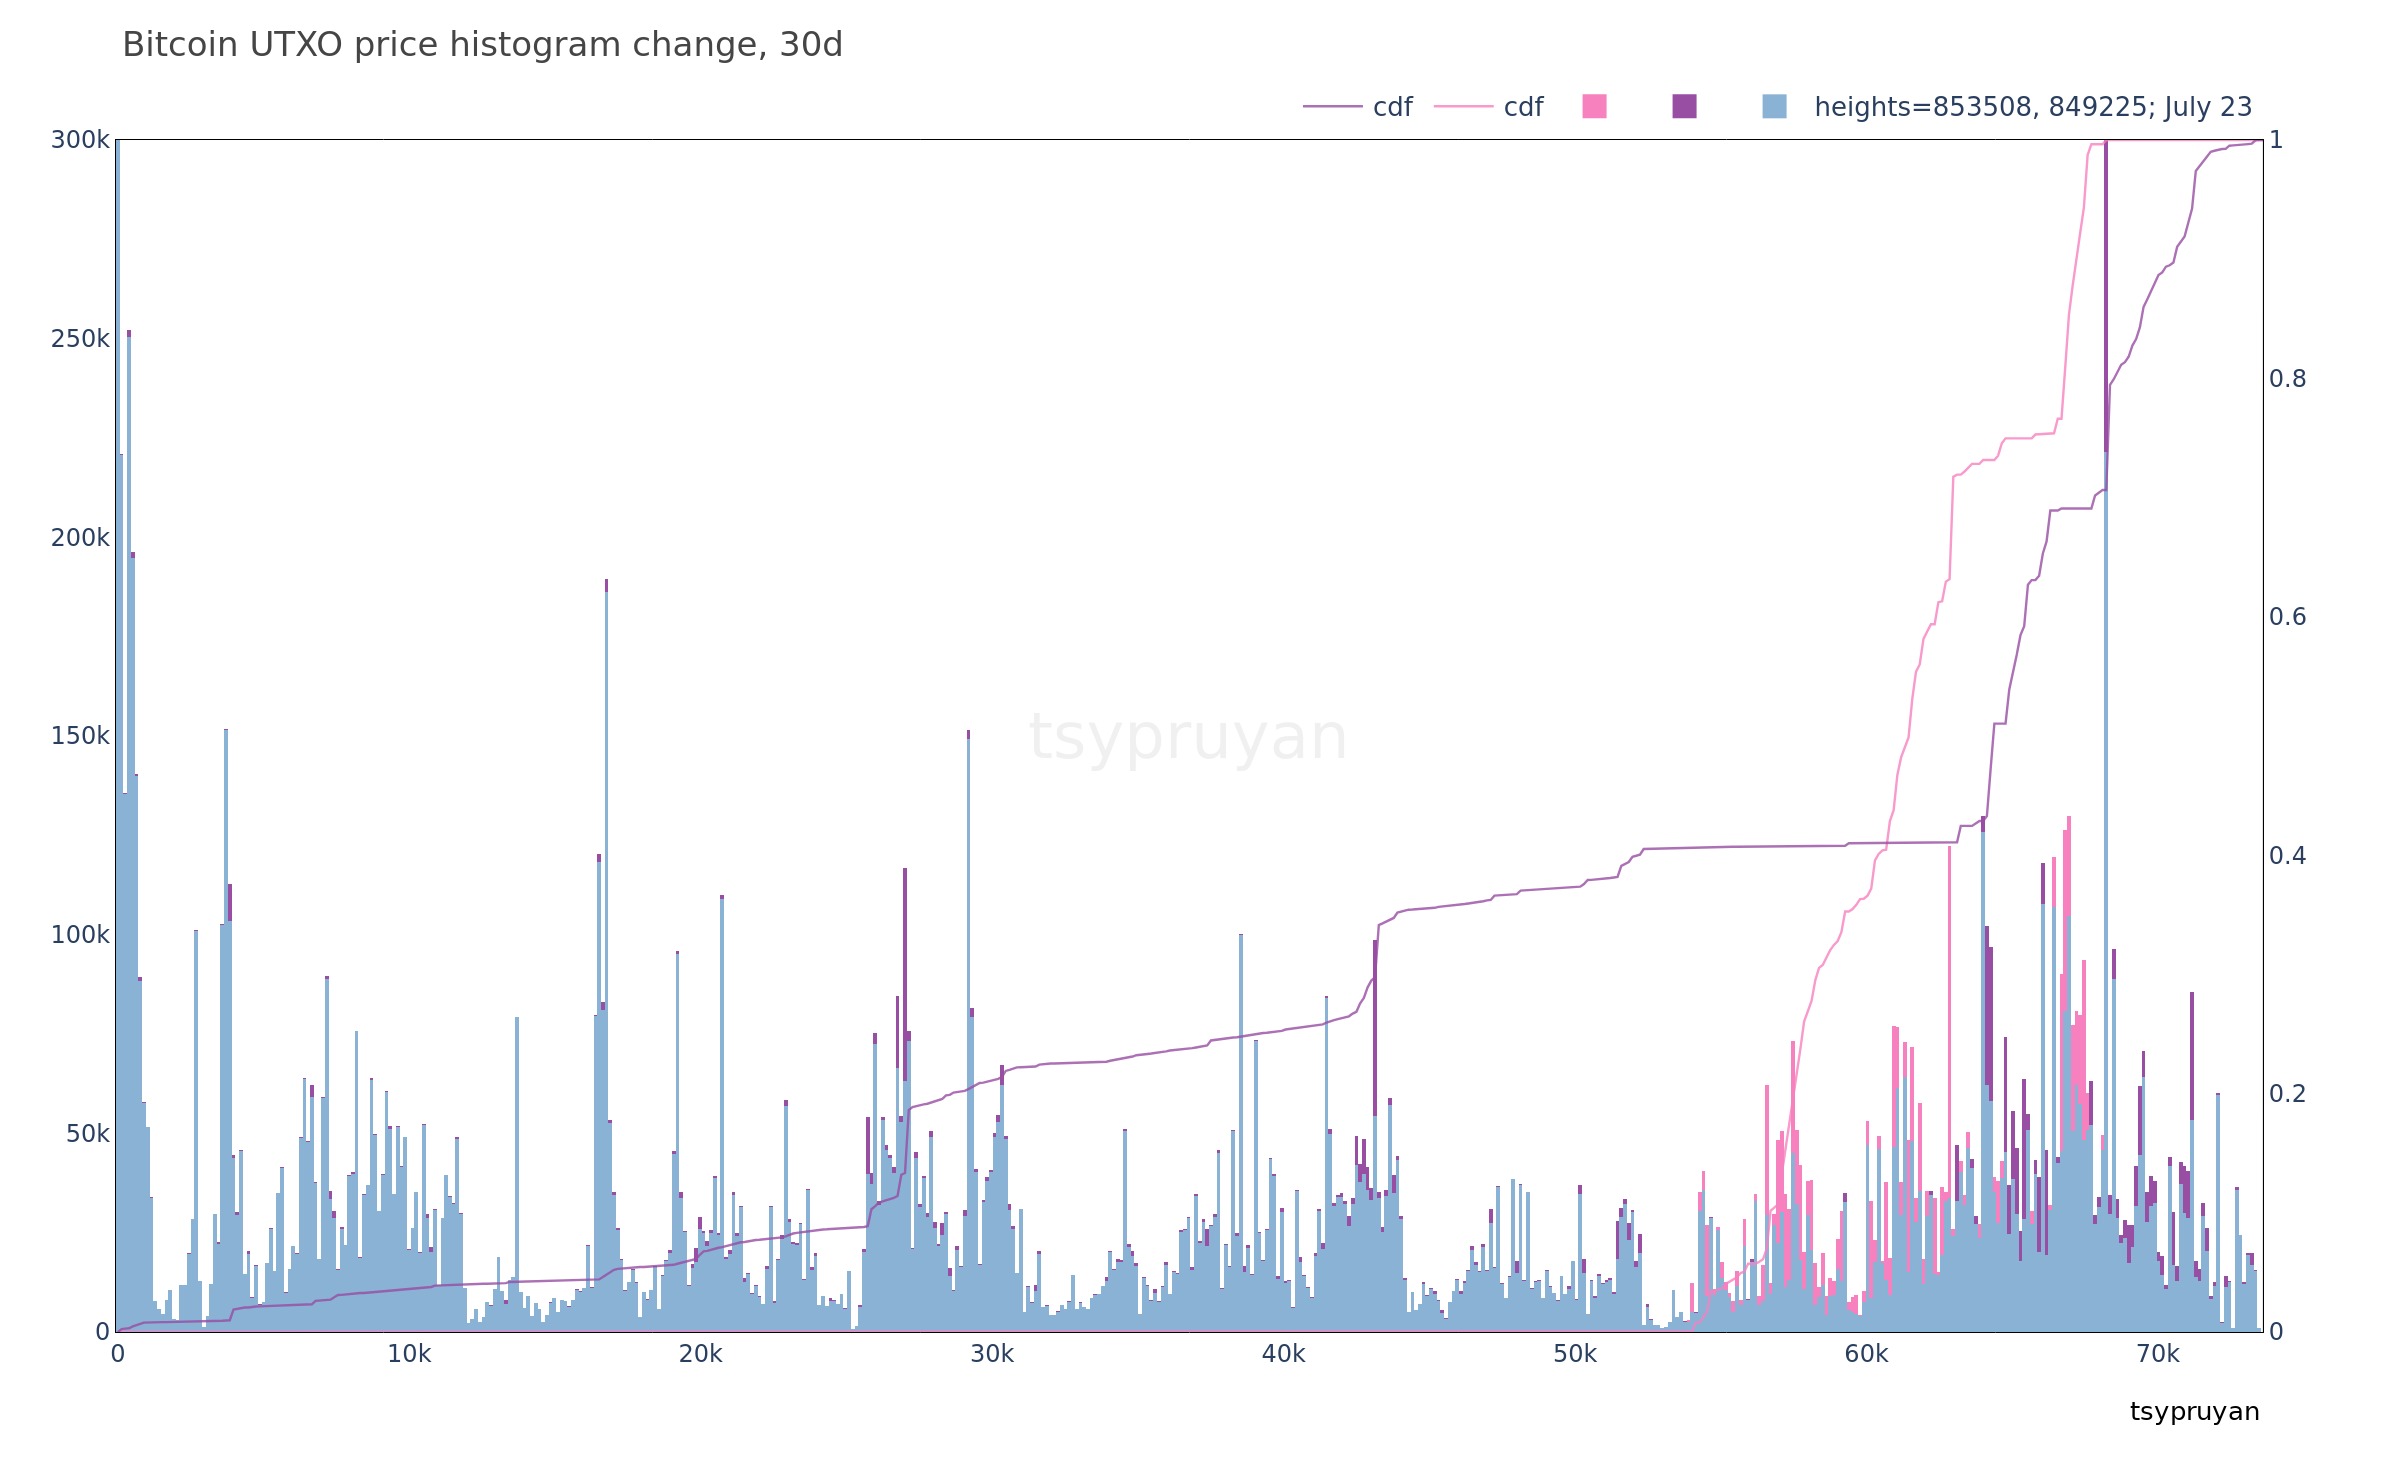 Bitcoin UTXO price histogram change, 30d
cdf cdf heights=853508, 849225; July 23
300k
250k
200k
150k
100k
50k
0
1
0.8
0.6
0.4
0.2
0
tsypruyan
0 10k 20k 30k 40k 50k 60k 70k
tsypruyan